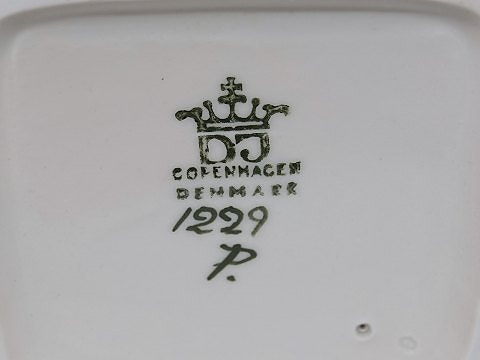 DJ
COPENHAGEN
DENMARK
1229
P.